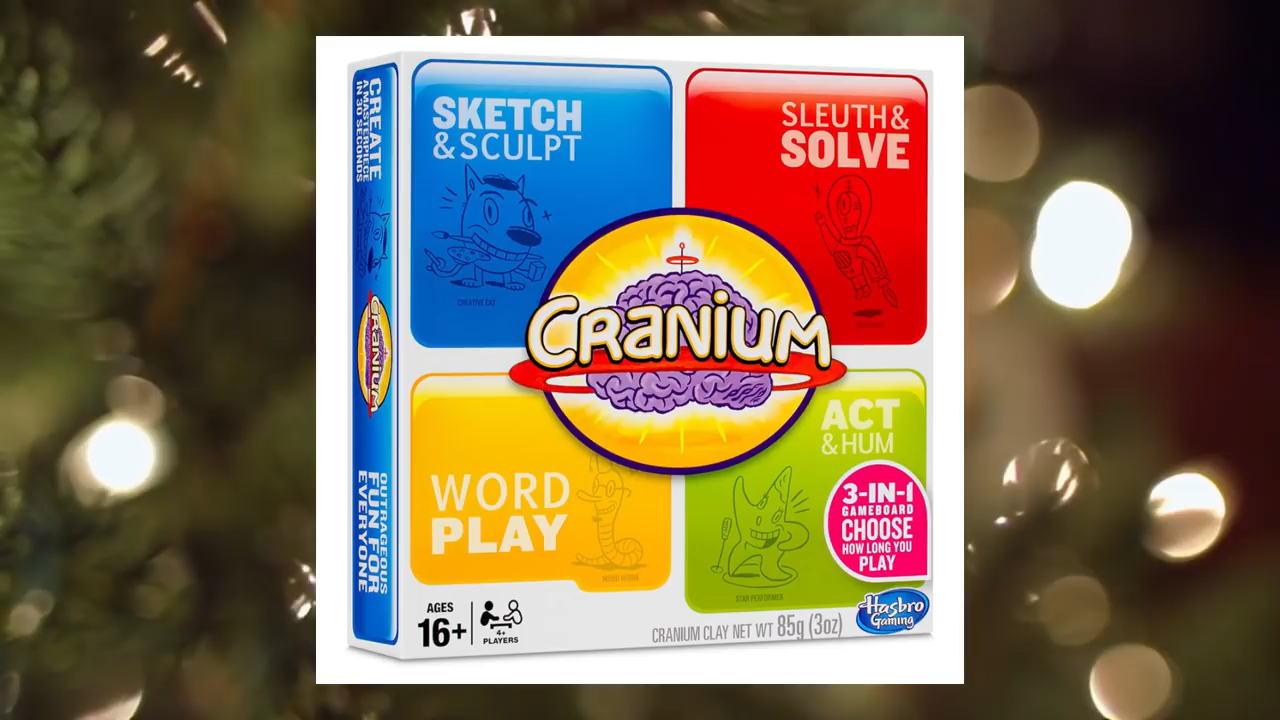 CREATE
A MASTERPIECE
IN 30 SECONDS
CRANIUM
OUTRAGEOUS
FUN FOR
EVERYONE
SKETCH
& SCULPT
CREATIVE CAT
SLEUTH &
SOLVE
CRANIUM
WORD
PLAY
WORD WORM
ACT
& HUM
STAR PERFORMER
3-IN-1
GAMEBOARD
CHOOSE
HOW LONG YOU
PLAY
AGES
16+
4+
PLAYERS
CRANIUM CLAY NET WT 85g (3oz)
Hasbro
Gaming